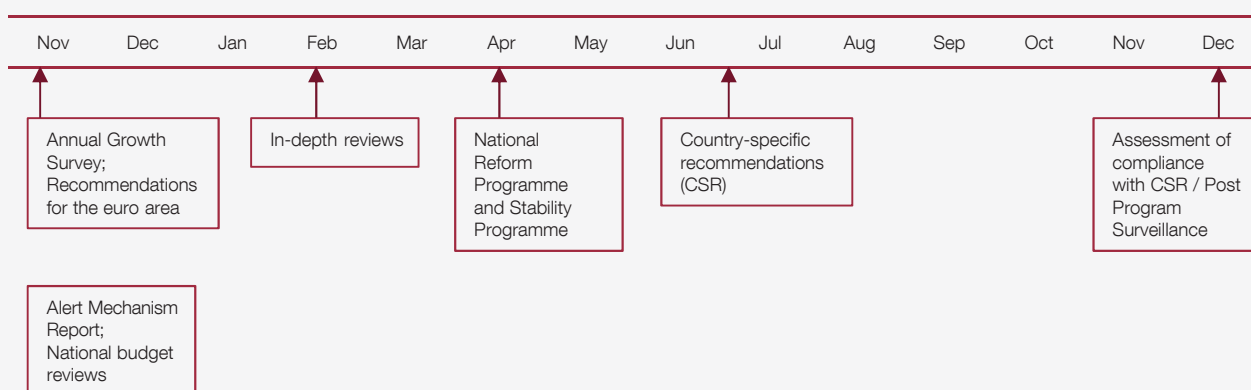 Nov Dec Jan Feb Mar Apr May Jun Jul Aug Sep Oct Nov Dec
Annual Growth
Survey;
Recommendations
for the euro area
In-depth reviews
National
Reform
Programme
and Stability
Programme
Country-specific
recommendations
(CSR)
Assessment of
compliance
with CSR / Post
Program
Surveillance
Alert Mechanism
Report;
National budget
reviews